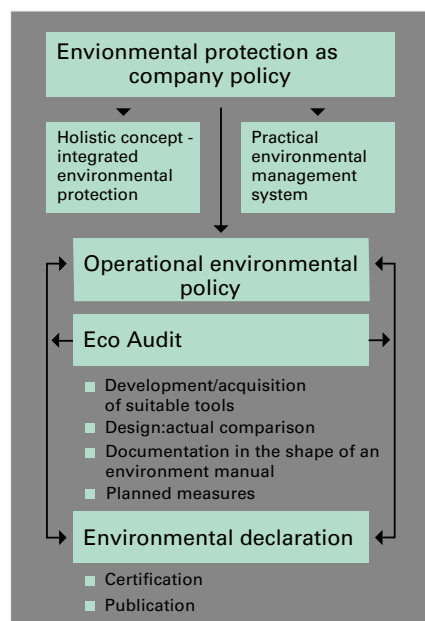 Envionmental protection as
company policy
Holistic concept -
integrated
environmental
protection
Practical
environmental
management
system
Operational environmental
policy
Eco Audit
Development/acquisition
of suitable tools
Design:actual comparison
Documentation in the shape of an
environment manual
Planned measures
Environmental declaration
Certification
Publication